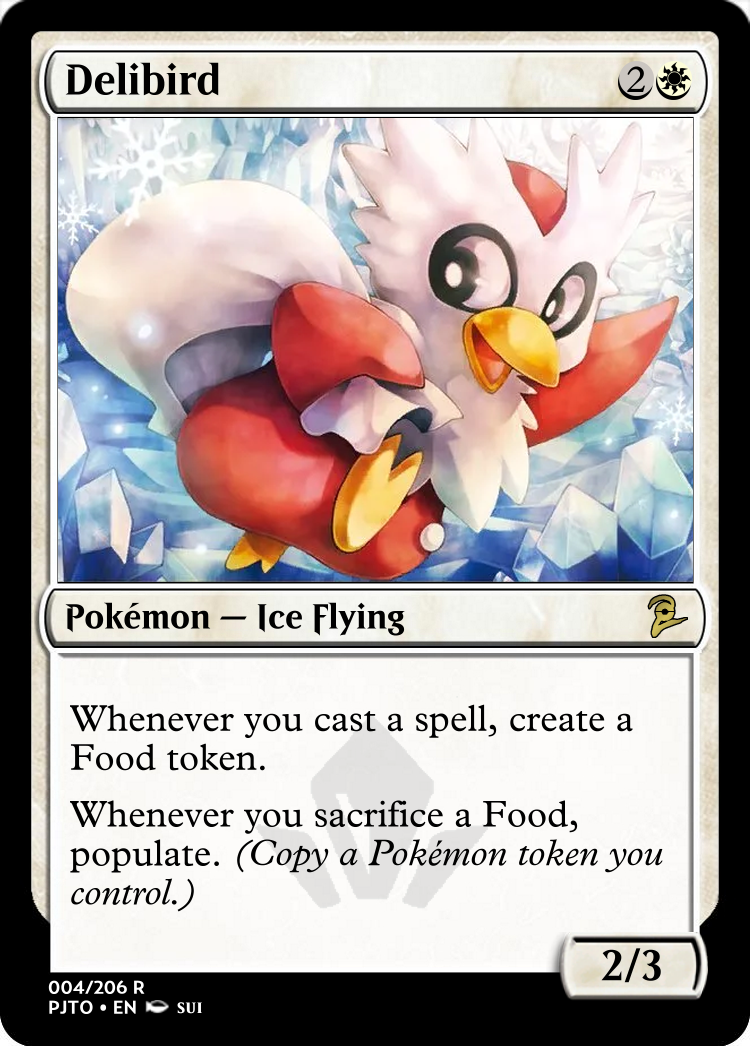 Delibird 2
Pokémon — Ice Flying
Whenever you cast a spell, create a
Food token.
Whenever you sacrifice a Food,
populate. (Copy a Pokémon token you
control.)
2/3
004/206 R
PJTO • EN SUI